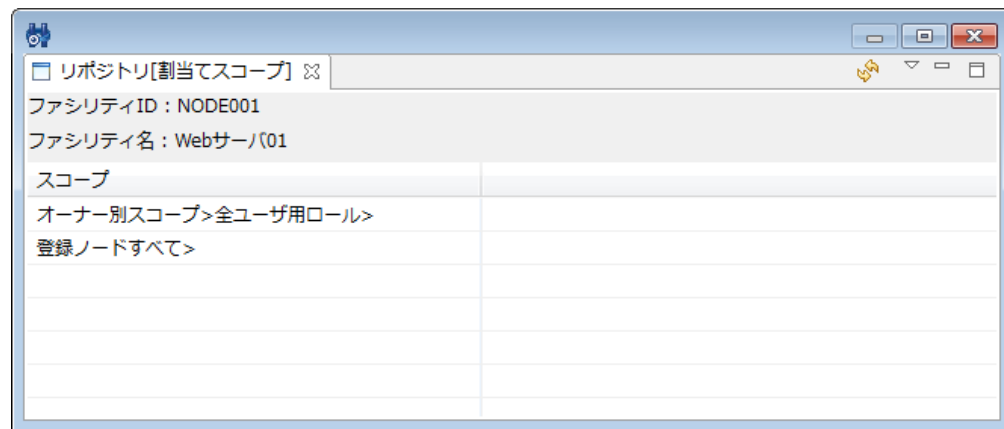 リポジトリ[割当てスコープ]
ファシリティID : NODE001
ファシリティ名 : Webサーバ01
スコープ
オーナー別スコープ>全ユーザ用ロール>
登録ノードすべて>